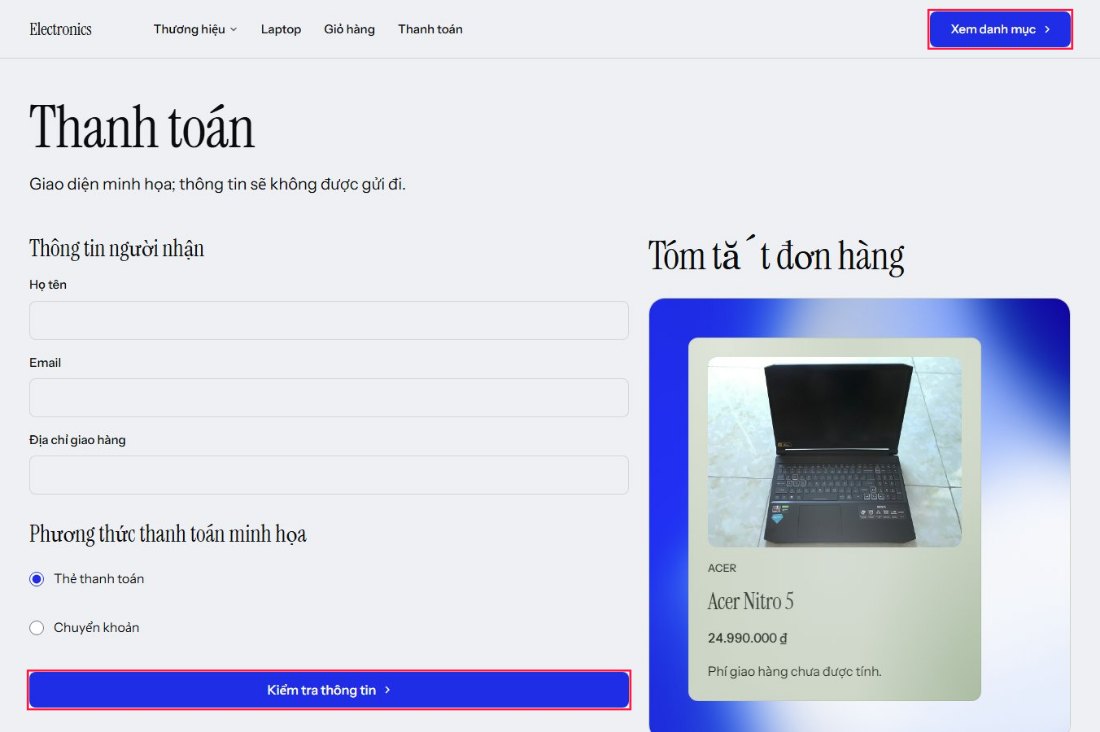 Electronics
Thương hiệu
Laptop
Giỏ hàng
Thanh toán
Xem danh mục
Thanh toán
Giao diện minh họa; thông tin sẽ không được gửi đi.
Thông tin người nhận
Họ tên
Email
Địa chỉ giao hàng
Phương thức thanh toán minh họa
Thẻ thanh toán
Chuyển khoản
Kiểm tra thông tin
Tóm tắt đơn hàng
ACER
Acer Nitro 5
24.990.000 ₫
Phí giao hàng chưa được tính.